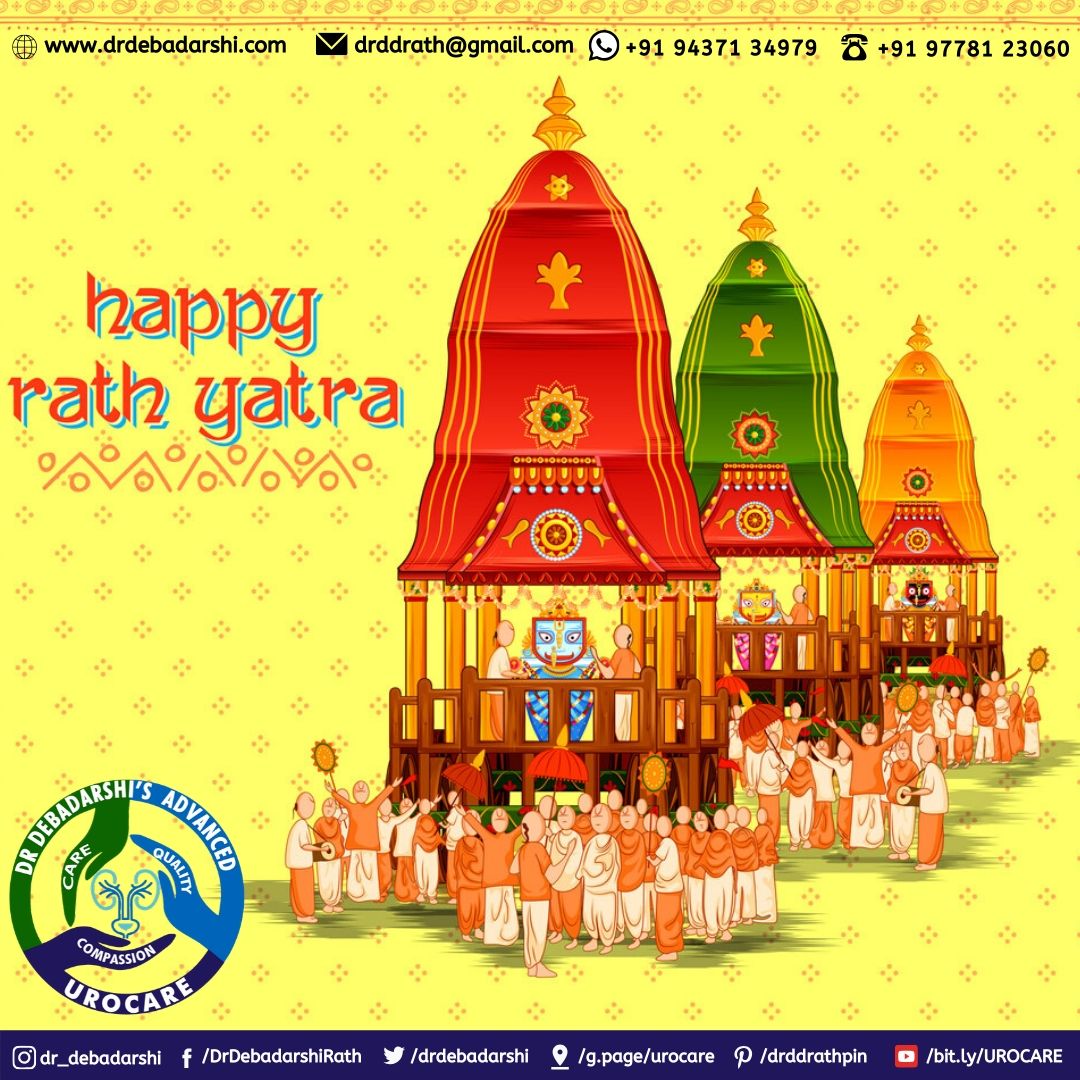 www.drdebadarshi.com drddrath@gmail.com +91 94371 34979 +91 97781 23060
happy
rath yatra
DR DEBADARSHI'S ADVANCED
CARE
QUALITY
COMPASSION
UROCARE
dr_debadarshi /DrDebadarshiRath /drdebadarshi /g.page/urocare /drddrathpin /bit.ly/UROCARE